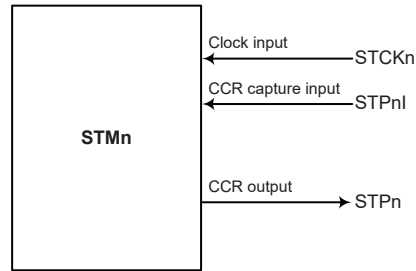 Clock input
STCKn
CCR capture input
STPnI
STMn
CCR output
STPn